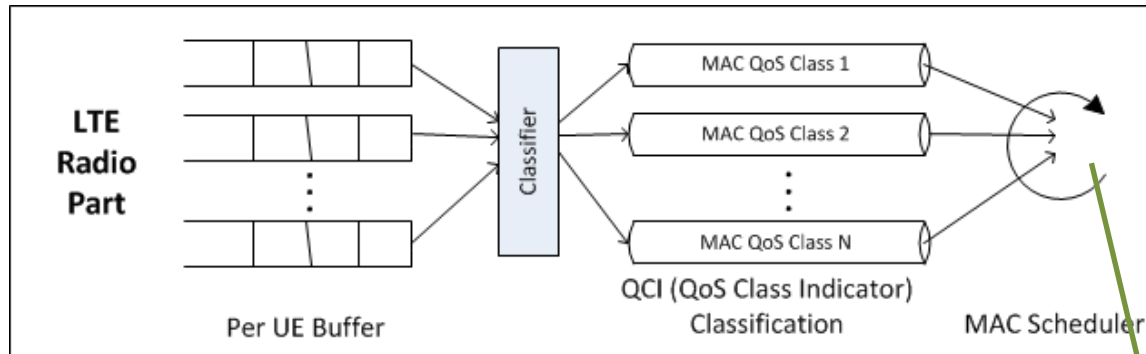 LTE
Radio
Part
Per UE Buffer
Classifier
MAC QoS Class 1
MAC QoS Class 2
MAC QoS Class N
QCI (QoS Class Indicator)
Classification
MAC Scheduler